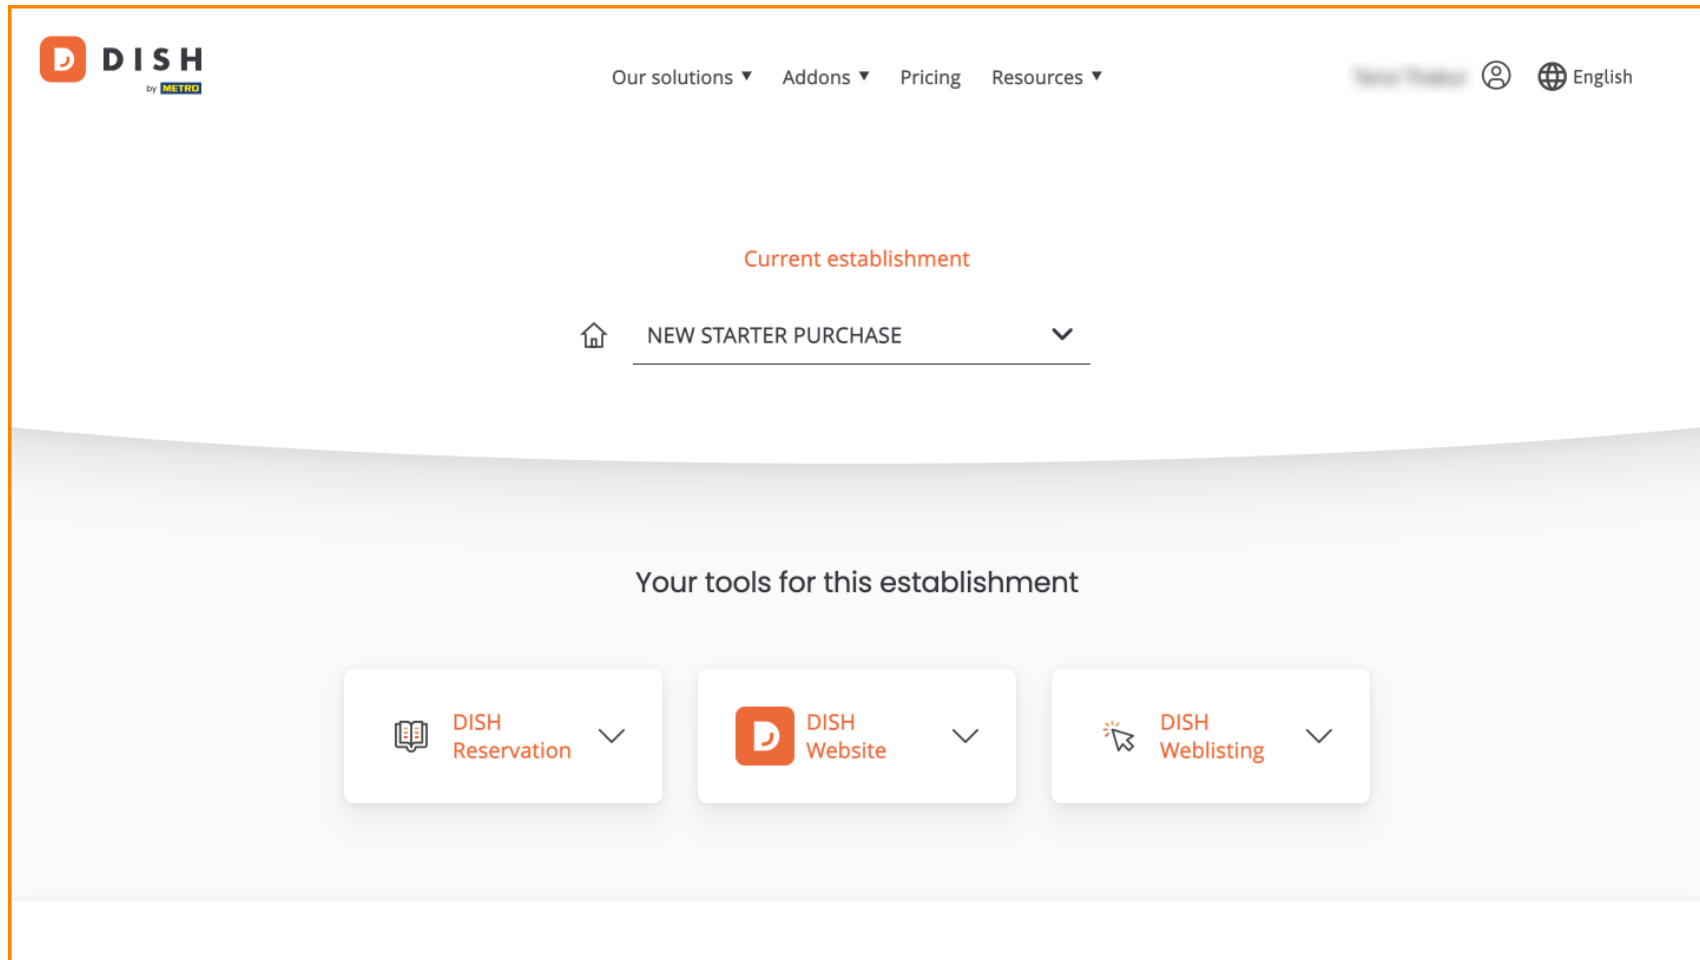 DISH
by METRO
Our solutions ▼ Addons ▼ Pricing Resources ▼ English
Current establishment
NEW STARTER PURCHASE
Your tools for this establishment
DISH
Reservation
DISH
Website
DISH
Weblisting